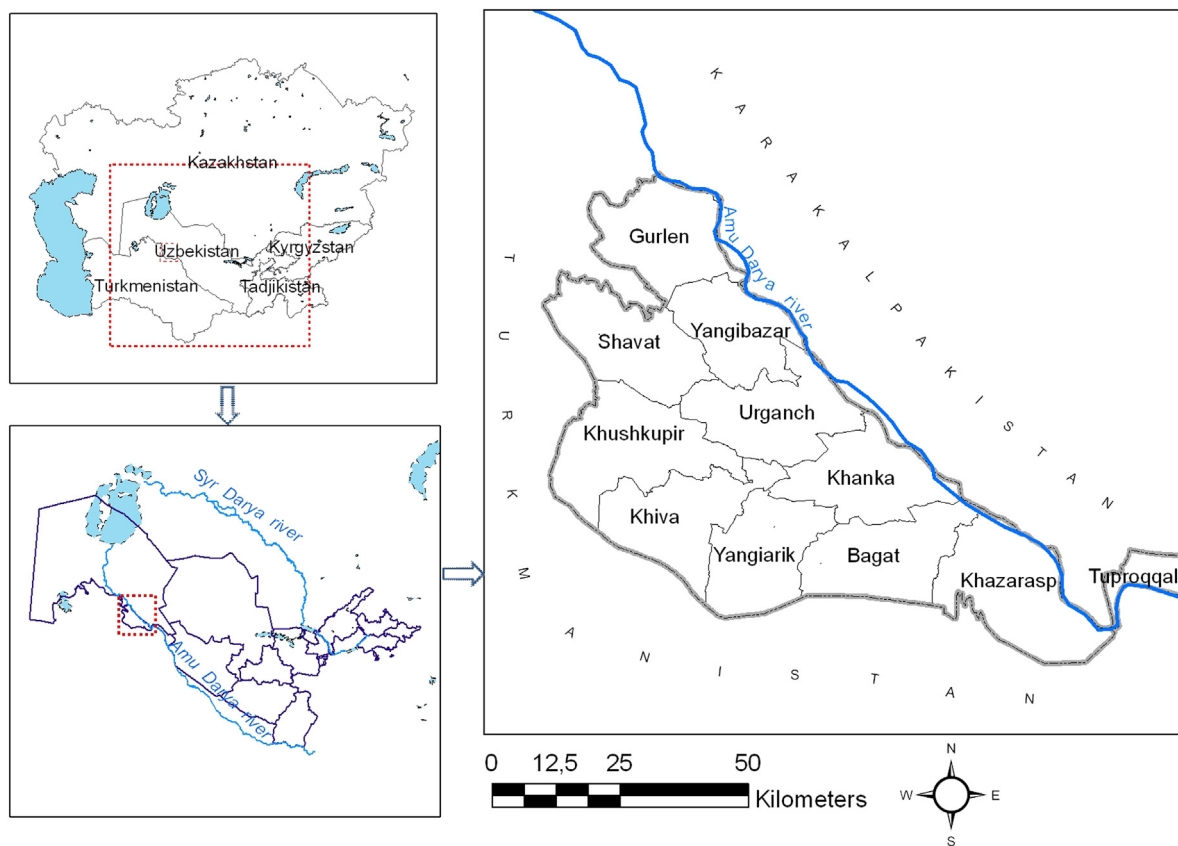 Kazakhstan
Uzbekistan
Kyrgyzstan
Turkmenistan
Tadjikistan
Syr Darya river
Amu Darya river
KARAKALPAKISTAN
TURKMANISTAN
Amu Darya river
Gurlen
Yangibazar
Shavat
Urganch
Khushkupir
Khanka
Khiva
Yangiarik
Bagat
Khazarasp
Tuproqqal
0 12,5 25 50
Kilometers
N
W E
S